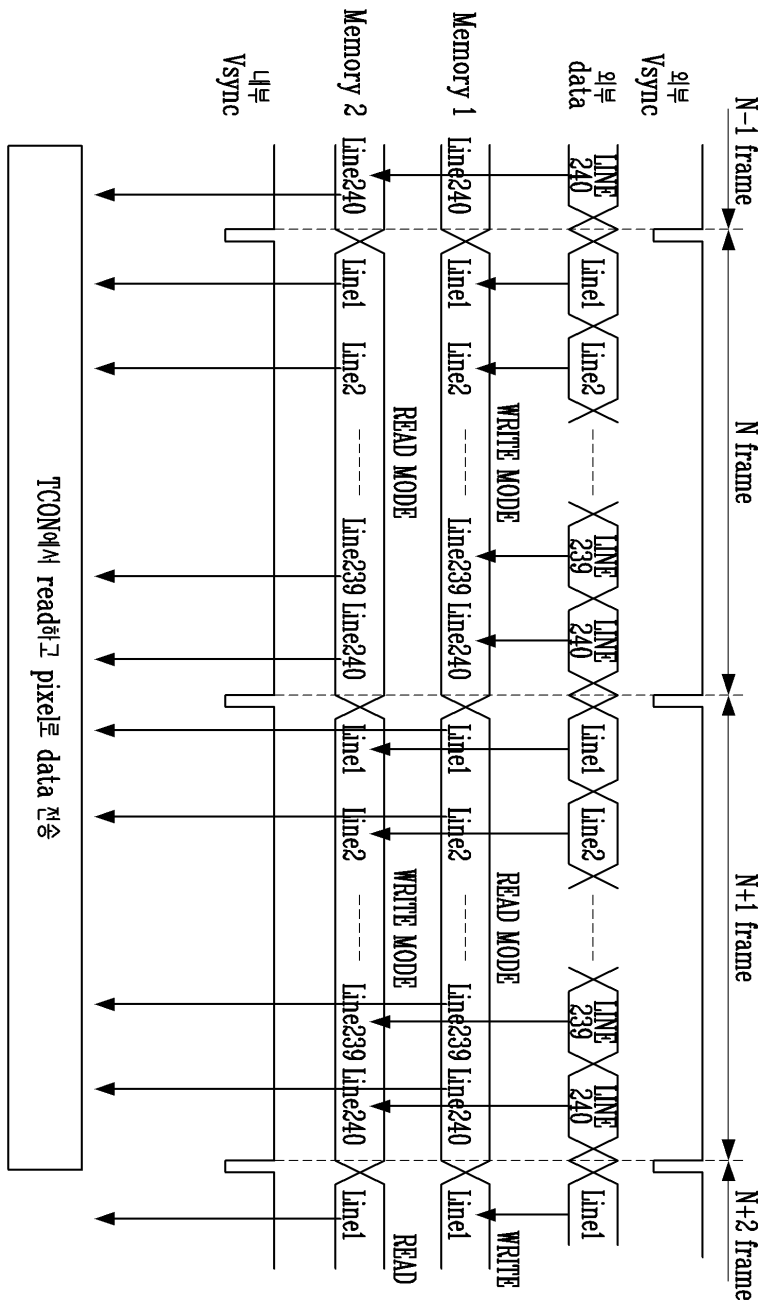 N-1 frame
N frame
N+1 frame
N+2 frame
외부
Vsync
외부
data
LINE
240
Line1
Line2
LINE
239
LINE
240
Line1
Line2
LINE
239
LINE
240
Line1
WRITE MODE
READ MODE
WRITE
Memory 1
Line240
Line1
Line2
Line239
Line240
Line1
Line2
Line239
Line240
Line1
READ MODE
WRITE MODE
READ
Memory 2
Line240
Line1
Line2
Line239
Line240
Line1
Line2
Line239
Line240
Line1
내부
Vsync
TCON에서 read하고 pixel로 data 전송